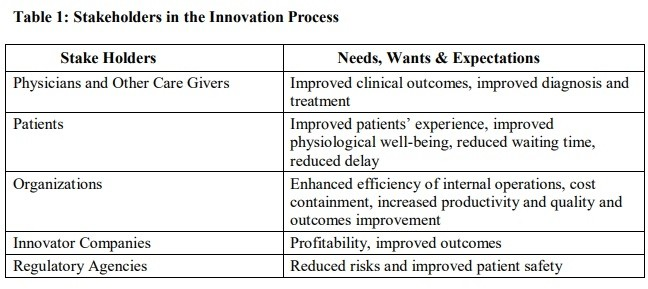 Table 1: Stakeholders in the Innovation Process
Stake Holders
Needs, Wants & Expectations
Physicians and Other Care Givers
Improved clinical outcomes, improved diagnosis and
treatment
Patients
Improved patients’ experience, improved
physiological well-being, reduced waiting time,
reduced delay
Organizations
Enhanced efficiency of internal operations, cost
containment, increased productivity and quality and
outcomes improvement
Innovator Companies
Profitability, improved outcomes
Regulatory Agencies
Reduced risks and improved patient safety